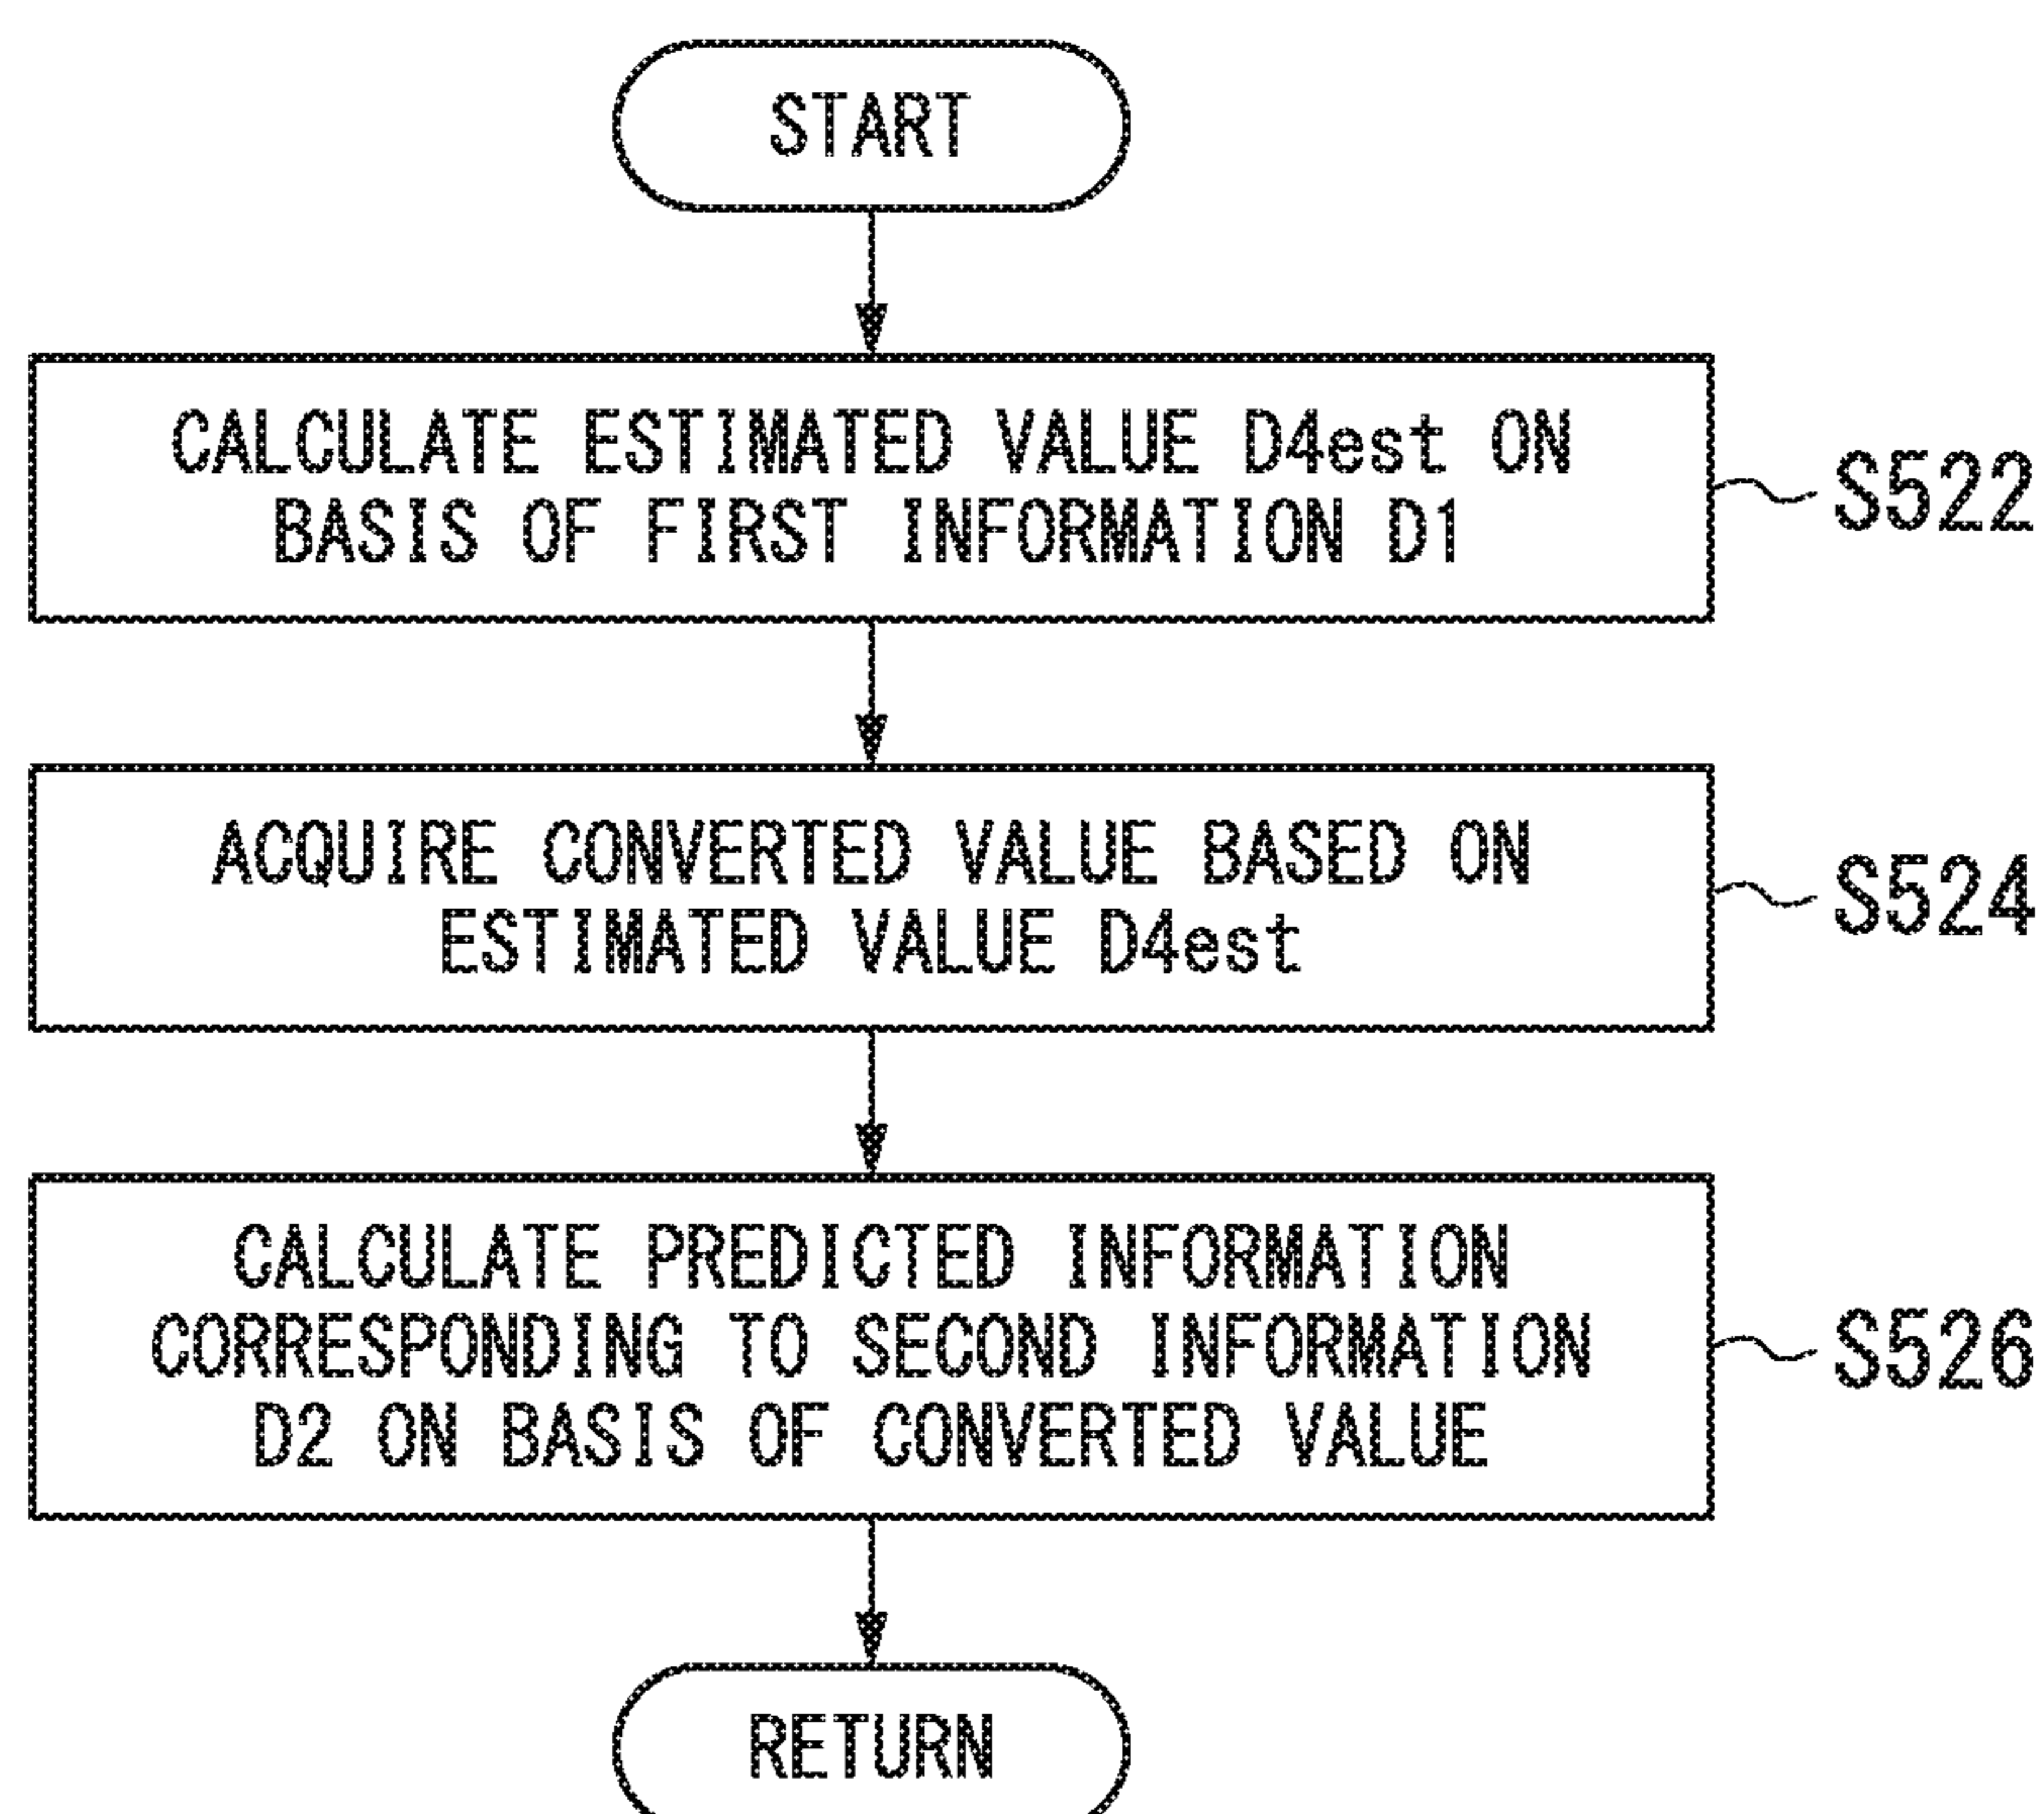 START
CALCULATE ESTIMATED VALUE D4est ON
BASIS OF FIRST INFORMATION D1
S522
ACQUIRE CONVERTED VALUE BASED ON
ESTIMATED VALUE D4est
S524
CALCULATE PREDICTED INFORMATION
CORRESPONDING TO SECOND INFORMATION
D2 ON BASIS OF CONVERTED VALUE
S526
RETURN